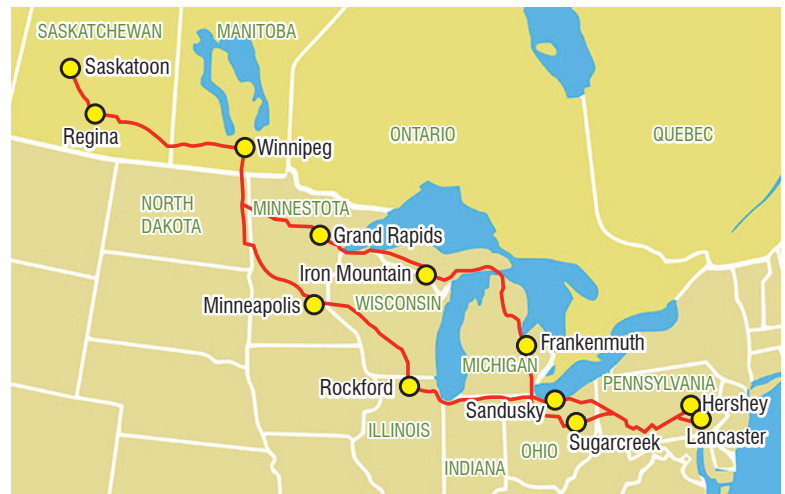 SASKATCHEWAN
MANITOBA
Saskatoon
Regina
Winnipeg
ONTARIO
QUEBEC
NORTH
DAKOTA
MINNESTOTA
Grand Rapids
Iron Mountain
Minneapolis
WISCONSIN
Frankenmuth
MICHIGAN
Rockford
PENNSYLVANIA
Hershey
Sandusky
Lancaster
ILLINOIS
Sugarcreek
OHIO
INDIANA